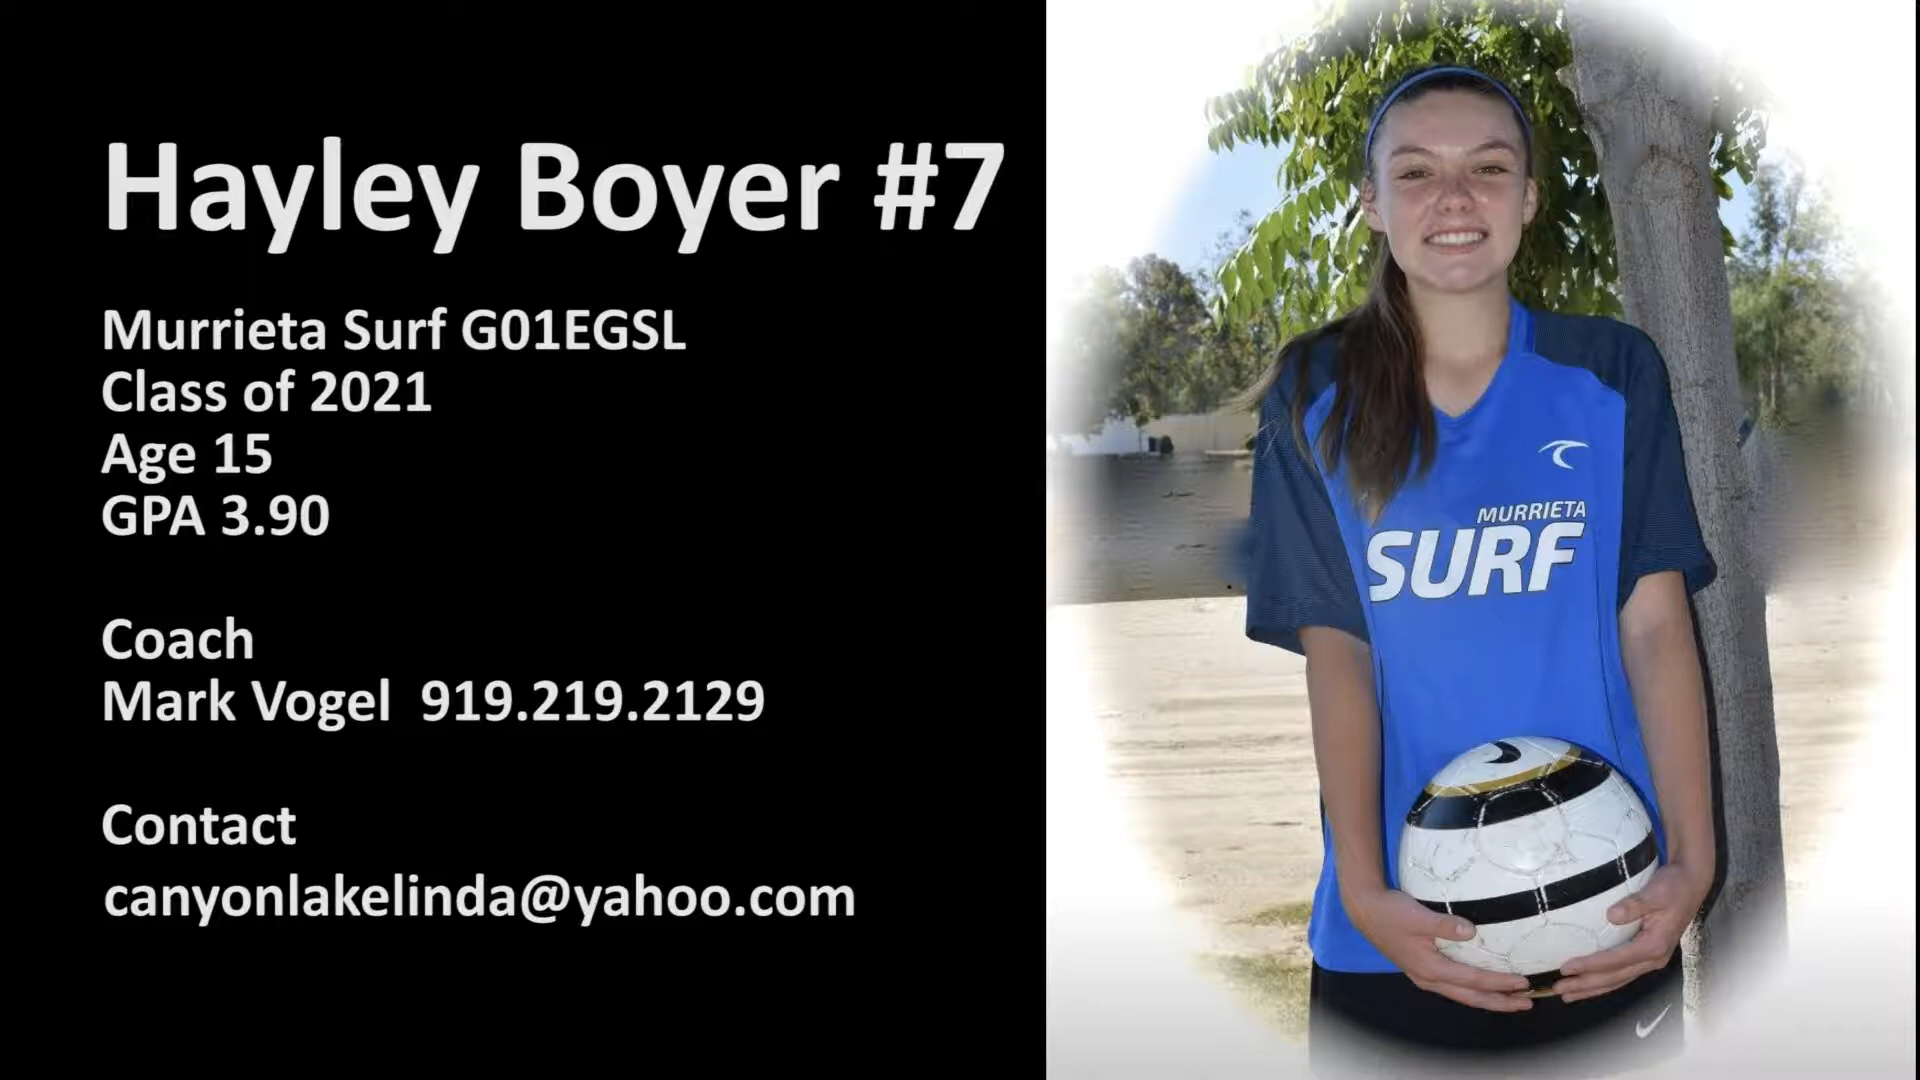 Hayley Boyer #7
Murrieta Surf G01EGSL
Class of 2021
Age 15
GPA 3.90
Coach
Mark Vogel  919.219.2129
Contact
canyonlakelinda@yahoo.com
MURRIETA
SURF